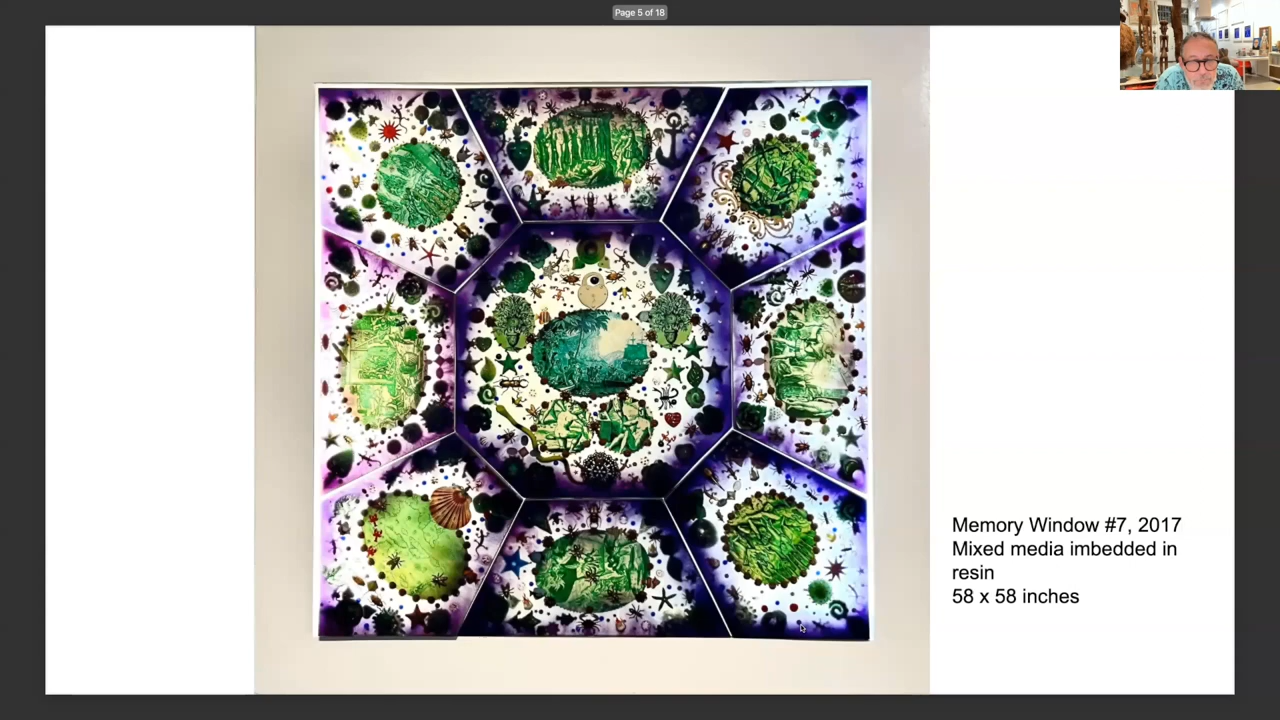 Page 5 of 18
Memory Window #7, 2017
Mixed media imbedded in
resin
58 x 58 inches